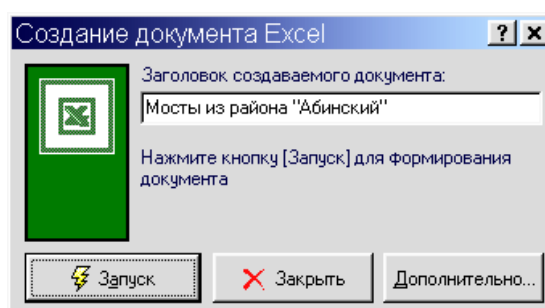 Создание документа Excel
Заголовок создаваемого документа:
Мосты из района "Абинский"
Нажмите кнопку [Запуск] для формирования
документа
Запуск
Закрыть
Дополнительно...